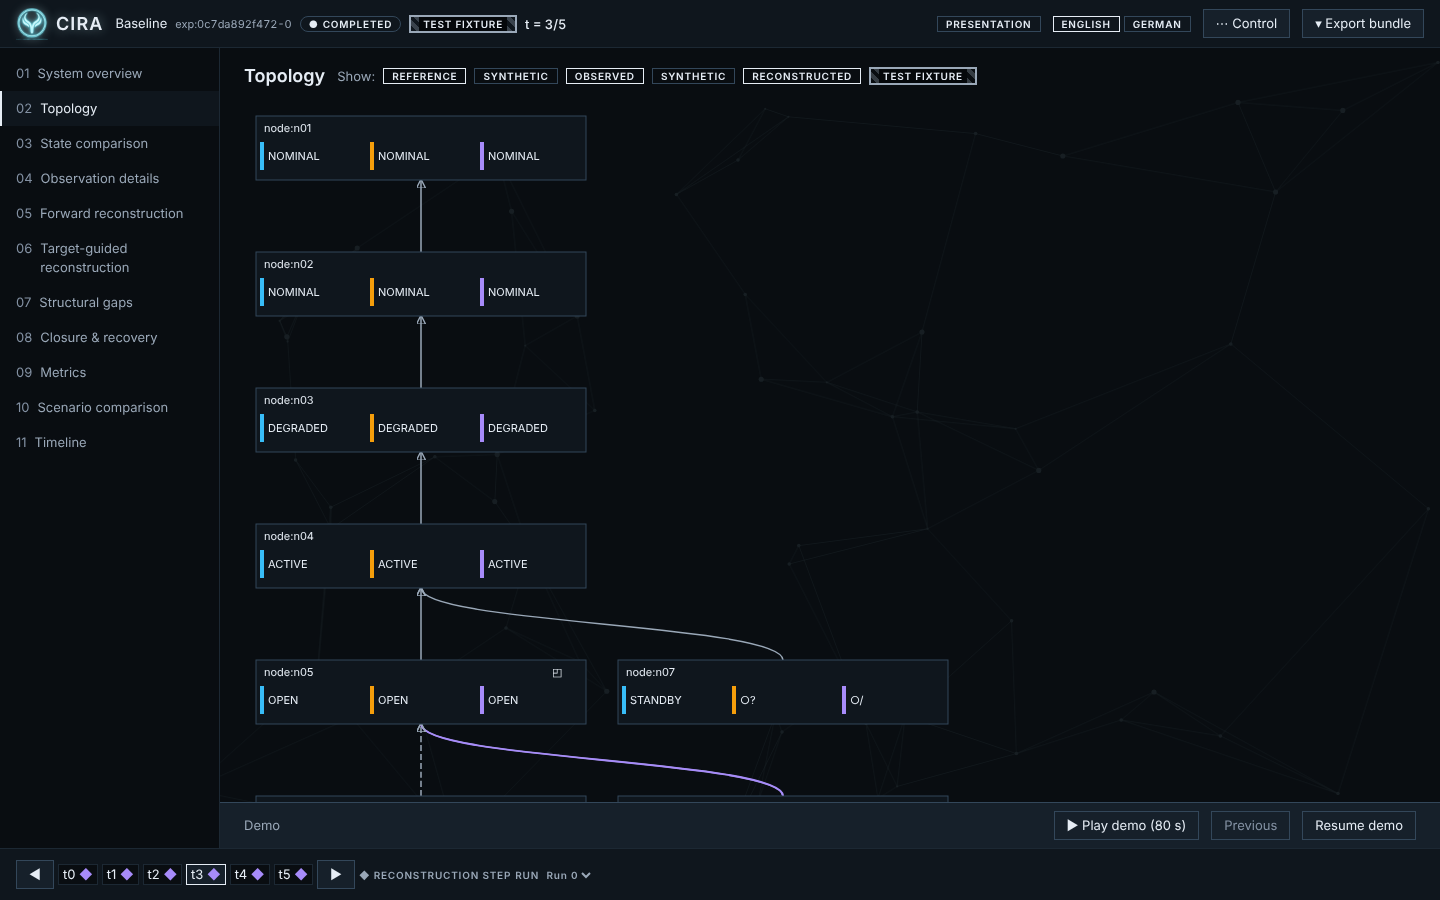 CIRA Baseline exp:0c7da892f472-0 ● COMPLETED TEST FIXTURE t = 3/5 PRESENTATION ENGLISH GERMAN ··· Control ▾ Export bundle
01 System overview
02 Topology
03 State comparison
04 Observation details
05 Forward reconstruction
06 Target-guided
reconstruction
07 Structural gaps
08 Closure & recovery
09 Metrics
10 Scenario comparison
11 Timeline
Topology Show: REFERENCE SYNTHETIC OBSERVED SYNTHETIC RECONSTRUCTED TEST FIXTURE
node:n01
NOMINAL NOMINAL NOMINAL
node:n02
NOMINAL NOMINAL NOMINAL
node:n03
DEGRADED DEGRADED DEGRADED
node:n04
ACTIVE ACTIVE ACTIVE
node:n05 ◰ node:n07
OPEN OPEN OPEN STANDBY O? O/
Demo ▶ Play demo (80 s) Previous Resume demo
◀ t0 ◆ t1 ◆ t2 ◆ t3 ◆ t4 ◆ t5 ◆ ▶ ◆ RECONSTRUCTION STEP RUN Run 0